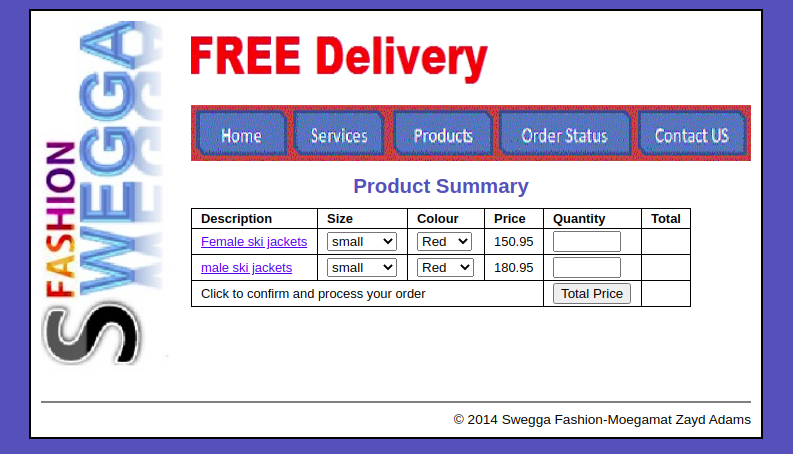 SWEGGA
FASHION
S
FREE Delivery
Home Services Products Order Status Contact US
Product Summary
Description Size Colour Price Quantity Total
Female ski jackets small Red 150.95
male ski jackets small Red 180.95
Click to confirm and process your order Total Price
© 2014 Swegga Fashion-Moegamat Zayd Adams